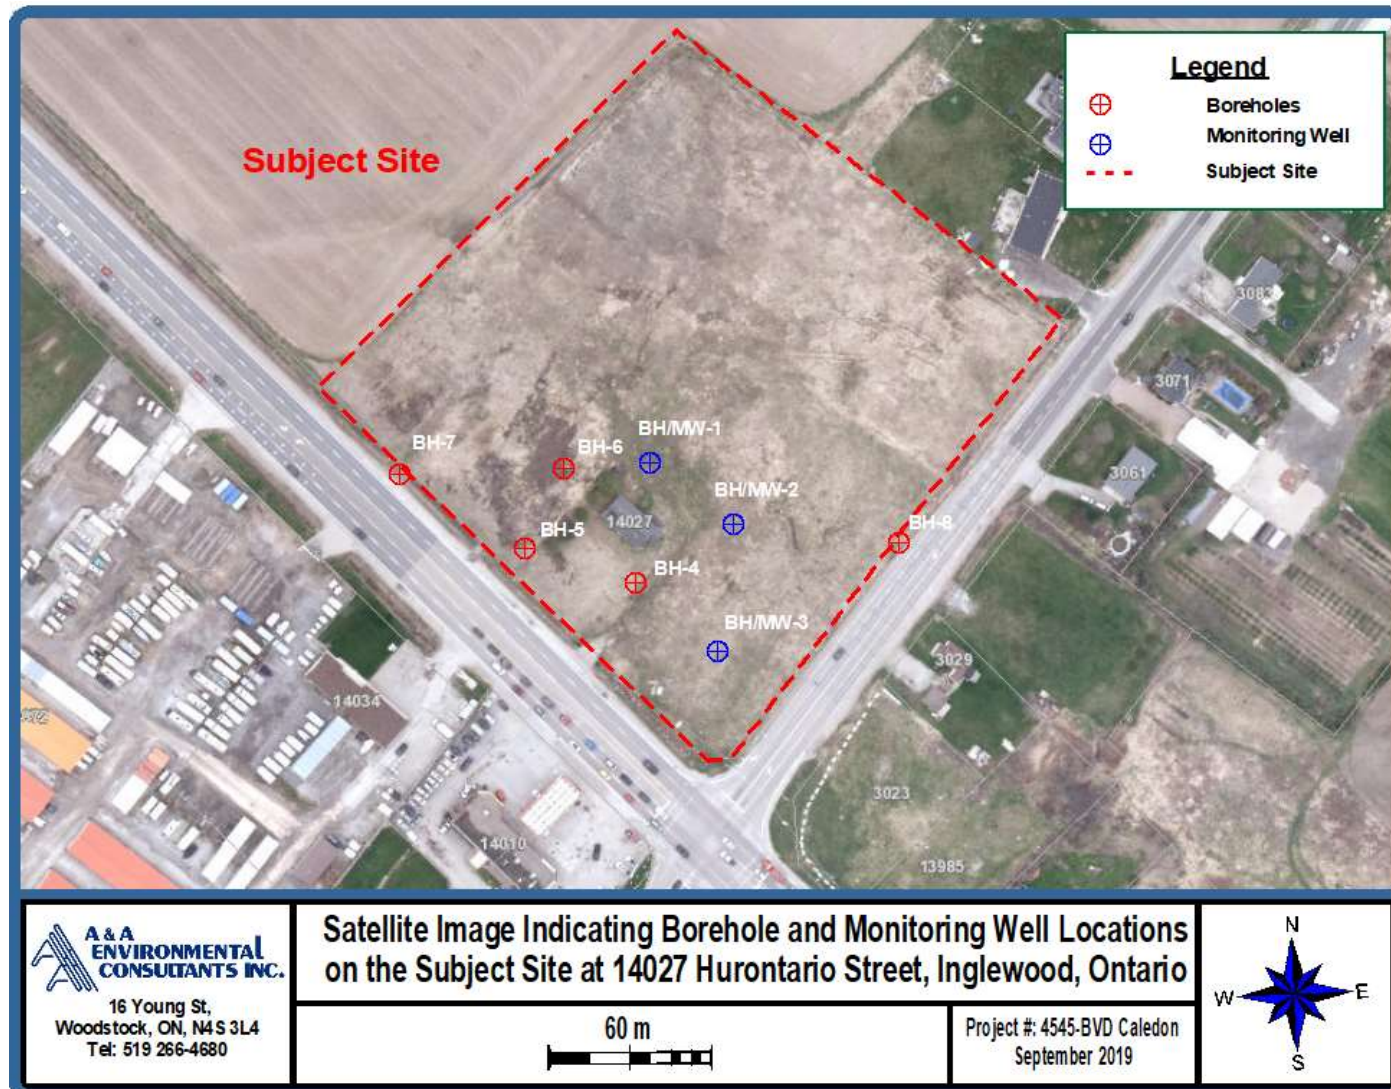 Legend
Boreholes
Monitoring Well
Subject Site
Subject Site
3083
3071
3061
BH-7
BH-6
BH/MW-1
BH/MW-2
BH-5
14027
BH-8
BH-4
BH/MW-3
3029
14034
3023
14010
13985
A & A
ENVIRONMENTAL
CONSULTANTS INC.
16 Young St,
Woodstock, ON, N4S 3L4
Tel: 519 266-4680
Satellite Image Indicating Borehole and Monitoring Well Locations
on the Subject Site at 14027 Hurontario Street, Inglewood, Ontario
60 m
Project #: 4545-BVD Caledon
September 2019
N
W
E
S